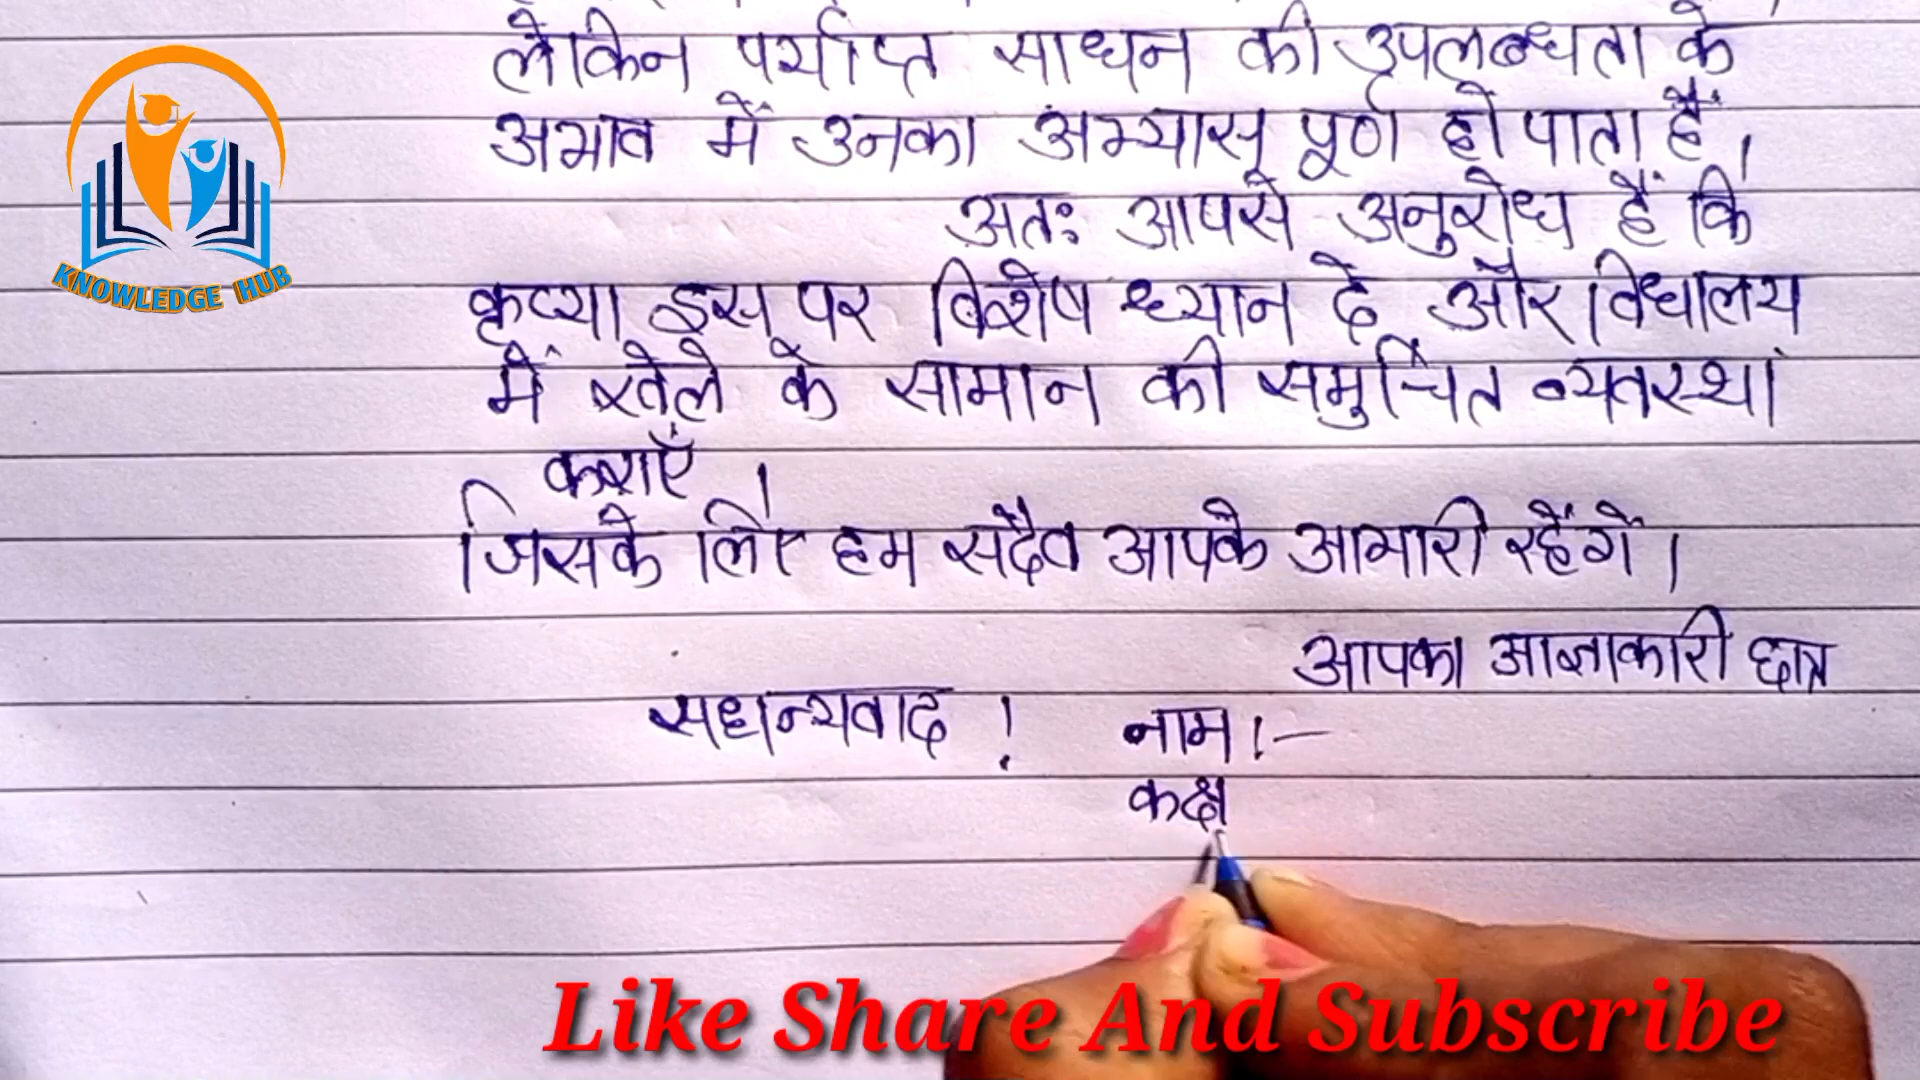 लेकिन पर्याप्त साधन की उपलब्धता के
अभाव में उनका अभ्यास पूर्ण हो पाता हैं।
अतः आपसे अनुरोध हैं कि
कृप्या इस पर विशेष ध्यान दे और विधालय
में खेले के सामान की समुचित व्यवस्था
कराएँ ।
जिसके लिए हम सदैव आपके आभारी रहेंगें।
आपका आज्ञाकारी छात्र
सधन्यवाद ! नाम :-
कक्ष
KNOWLEDGE HUB
Like Share And Subscribe